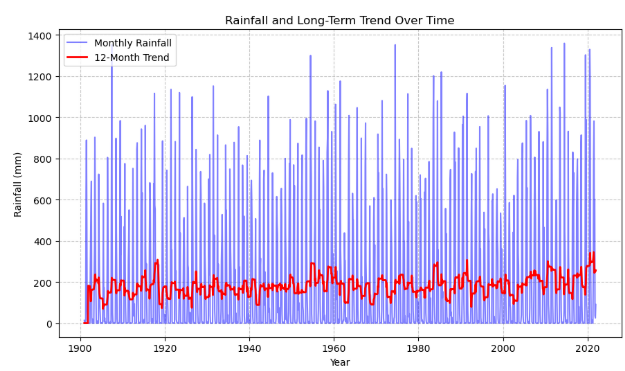 Rainfall and Long-Term Trend Over Time
Monthly Rainfall
12-Month Trend
Rainfall (mm)
1400
1200
1000
800
600
400
200
0
1900 1920 1940 1960 1980 2000 2020
Year